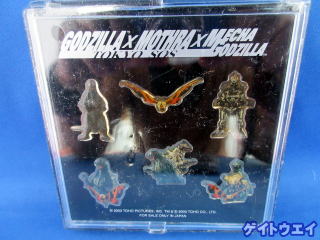 GODZILLA X MOTHRA X MECHA
GODZILLA
TOKYO SOS
© 2003 TOHO PICTURES, INC. TM & © 2003 TOHO CO., LTD.
FOR SALE ONLY IN JAPAN
ゲイトウエイ